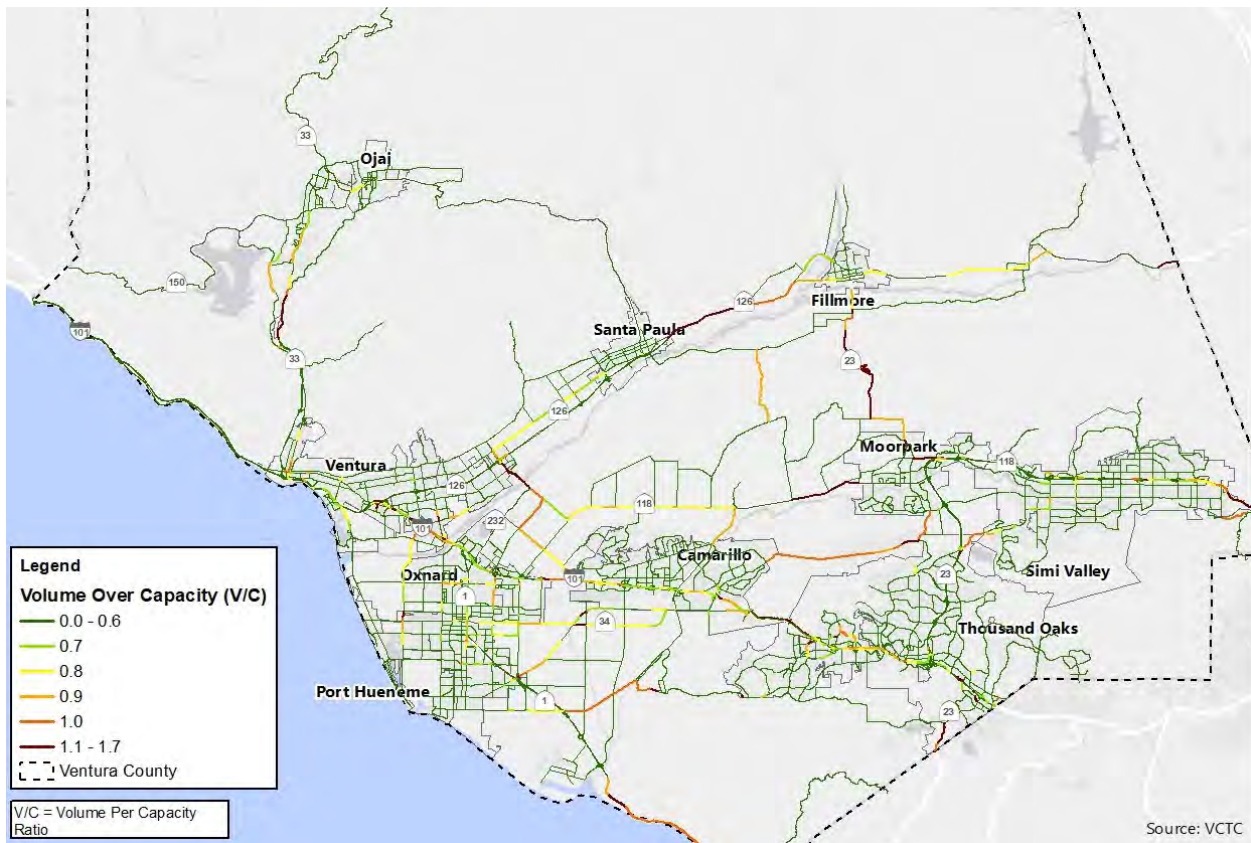 33
Ojai
150
101
126
Fillmore
Santa Paula
23
33
126
Moorpark
Ventura
118
126
118
232
101
Camarillo
101
Oxnard
23
Simi Valley
1
34
Thousand Oaks
Port Hueneme
1
23
Legend
Volume Over Capacity (V/C)
0.0 - 0.6
0.7
0.8
0.9
1.0
1.1 - 1.7
Ventura County
V/C = Volume Per Capacity
Ratio
Source: VCTC